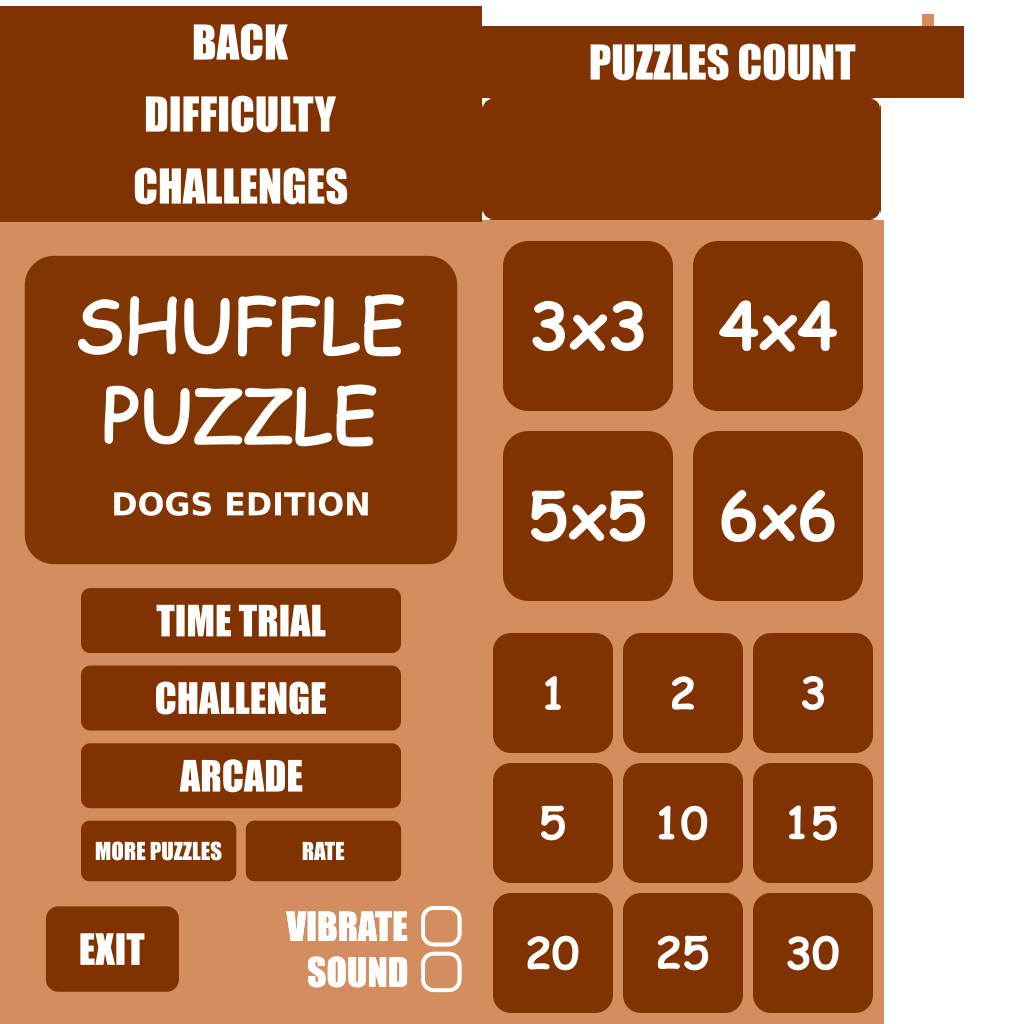 BACK
DIFFICULTY
CHALLENGES
SHUFFLE
PUZZLE
DOGS EDITION
TIME TRIAL
CHALLENGE
ARCADE
MORE PUZZLES
RATE
EXIT
VIBRATE
SOUND
PUZZLES COUNT
3x3
4x4
5x5
6x6
1
2
3
5
10
15
20
25
30